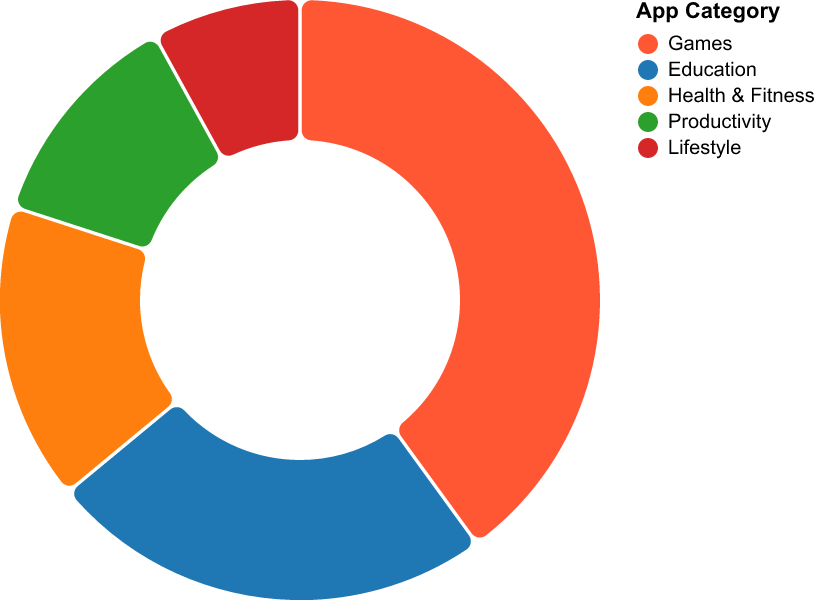 App Category
Games
Education
Health & Fitness
Productivity
Lifestyle